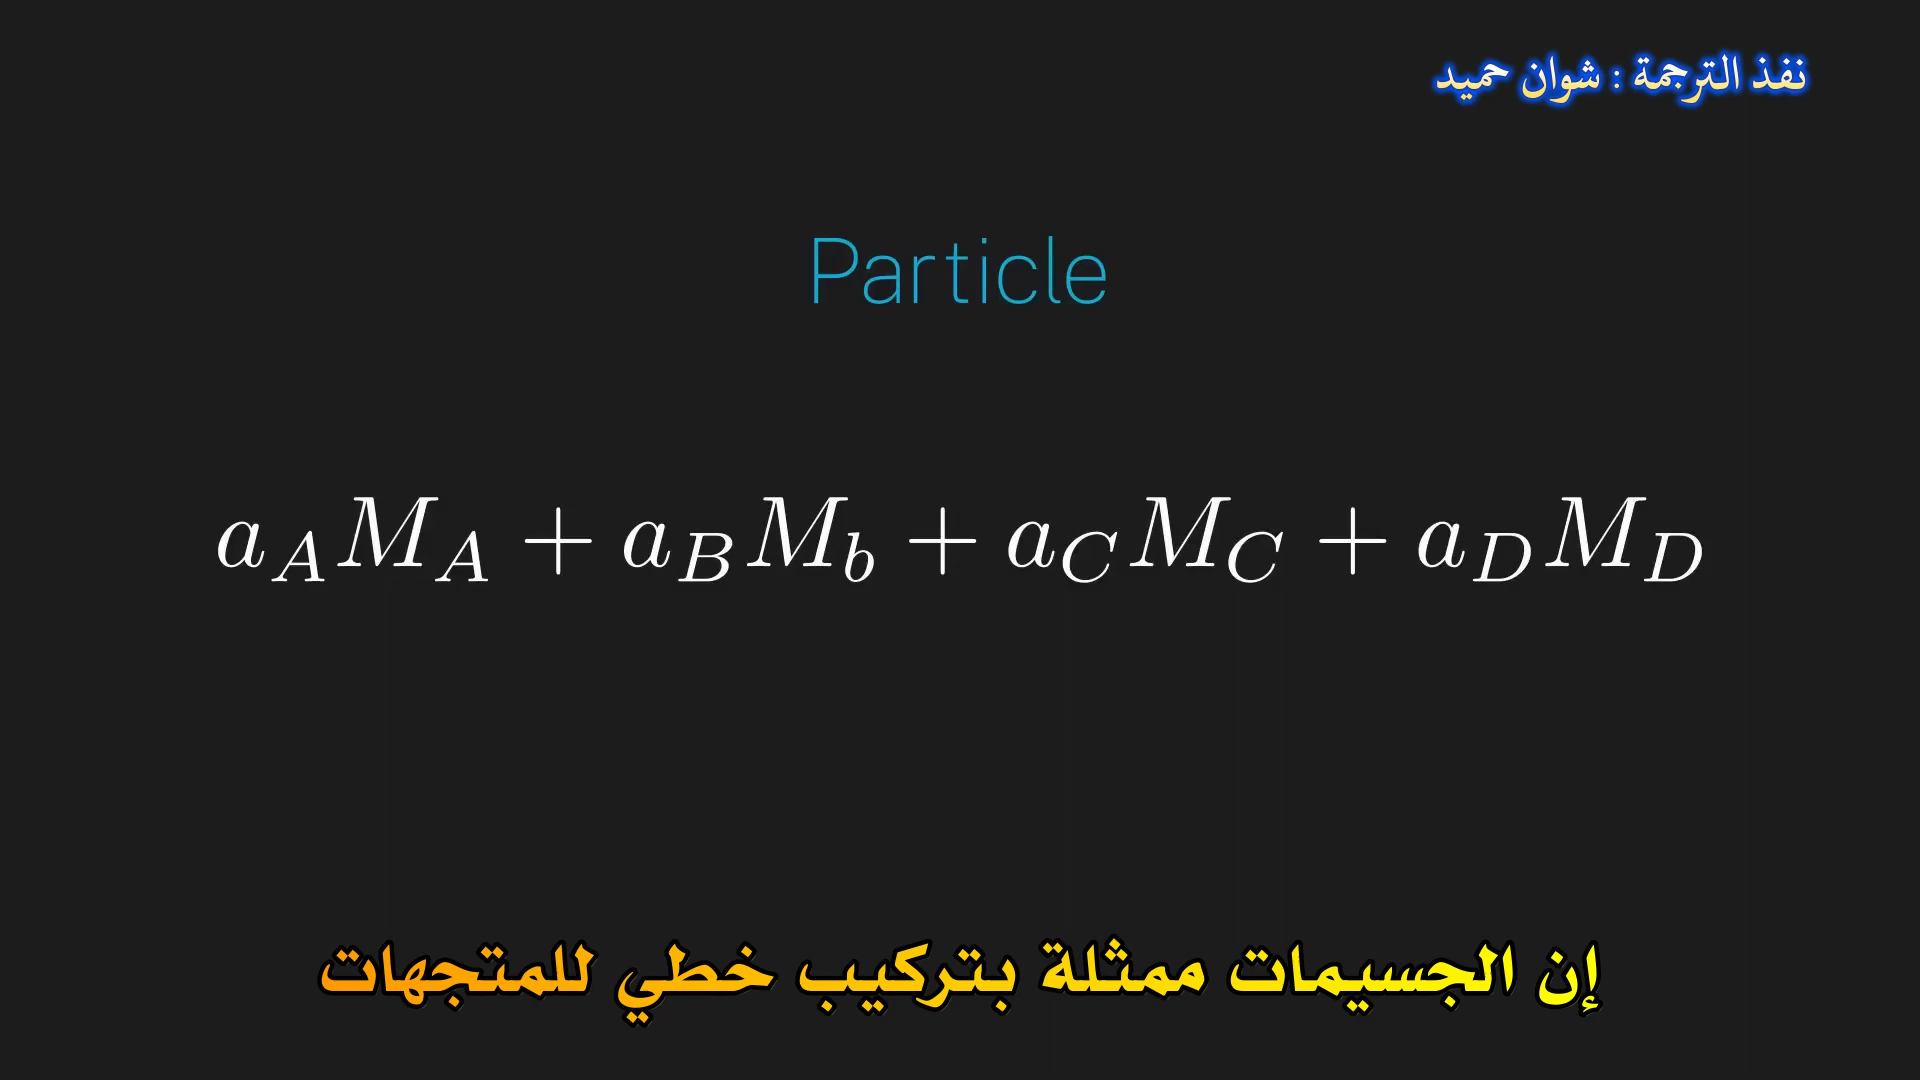 نفذ الترجمة : شوان حميد
Particle
a_A M_A + a_B M_b + a_C M_C + a_D M_D
إن الجسيمات ممثلة بتركيب خطي للمتجهات